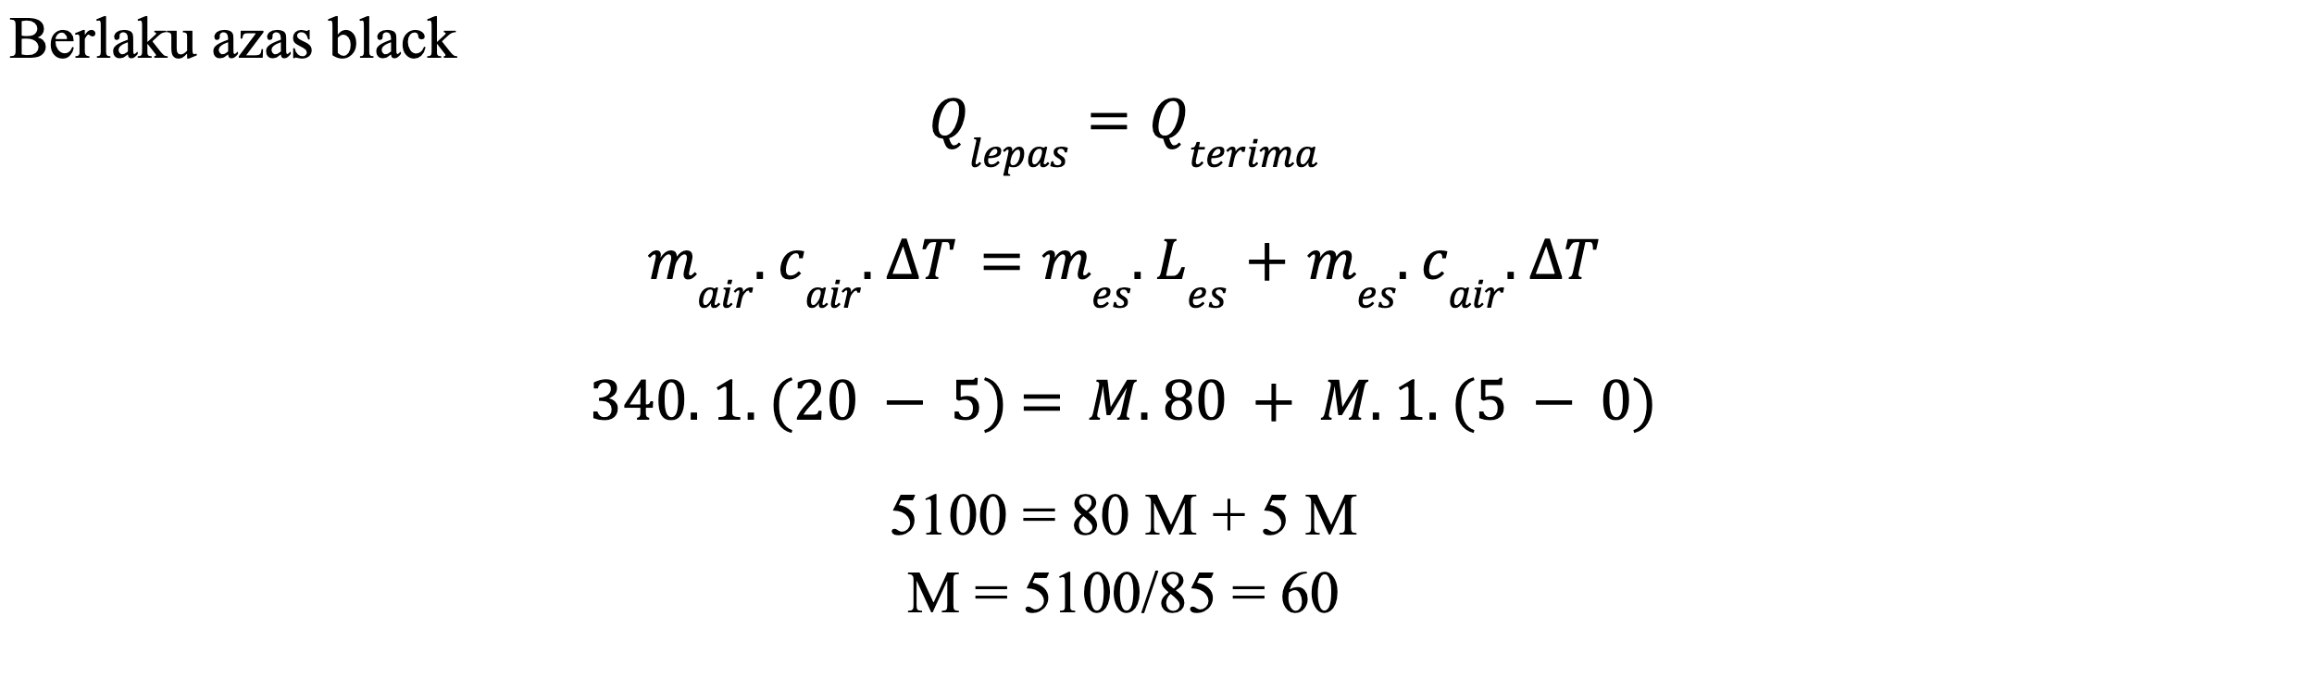 Berlaku azas black
Q_lepas = Q_terima
m_air . c_air . ΔT = m_es . L_es + m_es . c_air . ΔT
340. 1. (20 − 5) = M. 80 + M. 1. (5 − 0)
5100 = 80 M + 5 M
M = 5100/85 = 60